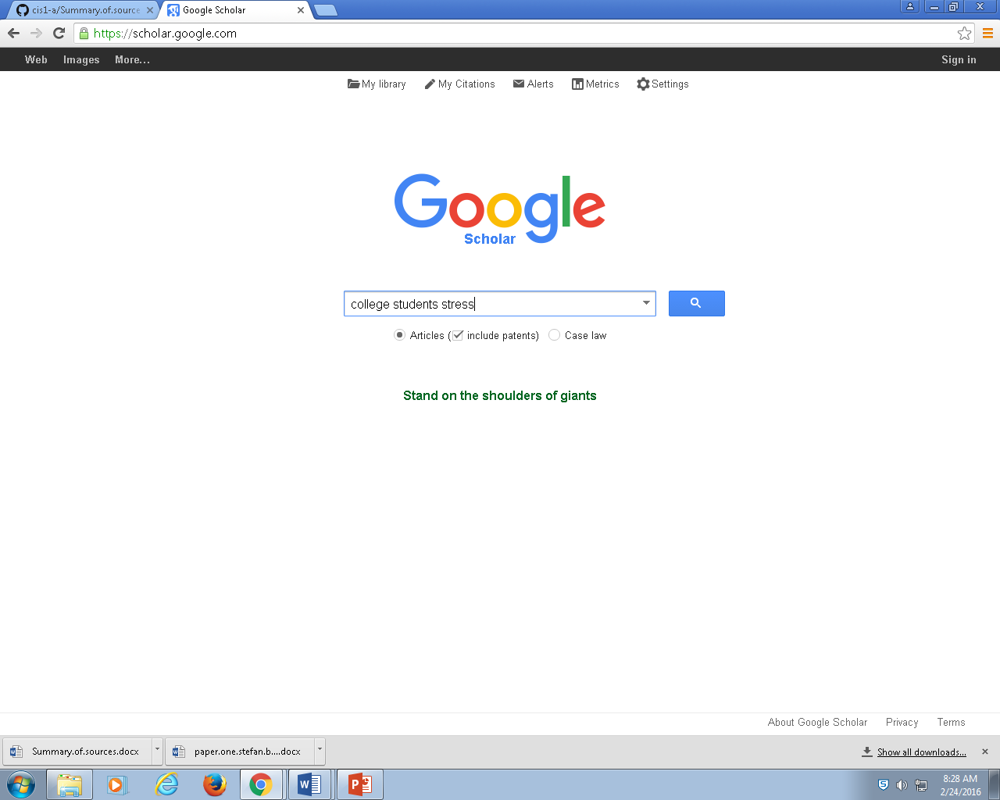 cis1-a/Summary.of.source
Google Scholar
https://scholar.google.com
Web Images More... Sign in
My library My Citations Alerts Metrics Settings
Google
Scholar
college students stress
Articles ( include patents) Case law
Stand on the shoulders of giants
About Google Scholar Privacy Terms
Summary.of.sources.docx paper.one.stefan.b....docx Show all downloads...
8:28 AM
2/24/2016